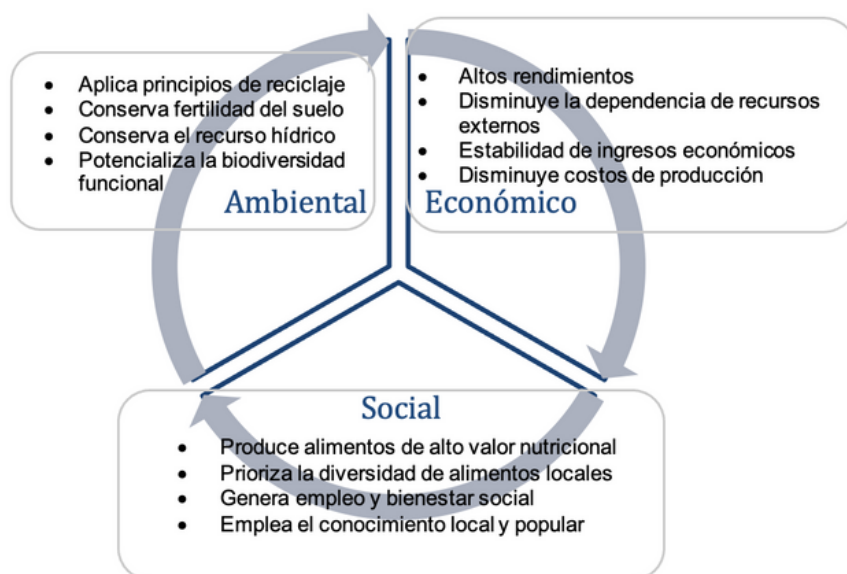 • Aplica principios de reciclaje
• Conserva fertilidad del suelo
• Conserva el recurso hídrico
• Potencializa la biodiversidad
funcional
Ambiental
• Altos rendimientos
• Disminuye la dependencia de recursos
externos
• Estabilidad de ingresos económicos
• Disminuye costos de producción
Económico
Social
• Produce alimentos de alto valor nutricional
• Prioriza la diversidad de alimentos locales
• Genera empleo y bienestar social
• Emplea el conocimiento local y popular